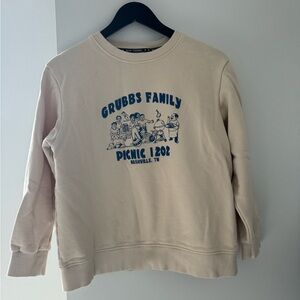 GRUBBS FAMILY
PICNIC 1202
NASHVILLE, TN